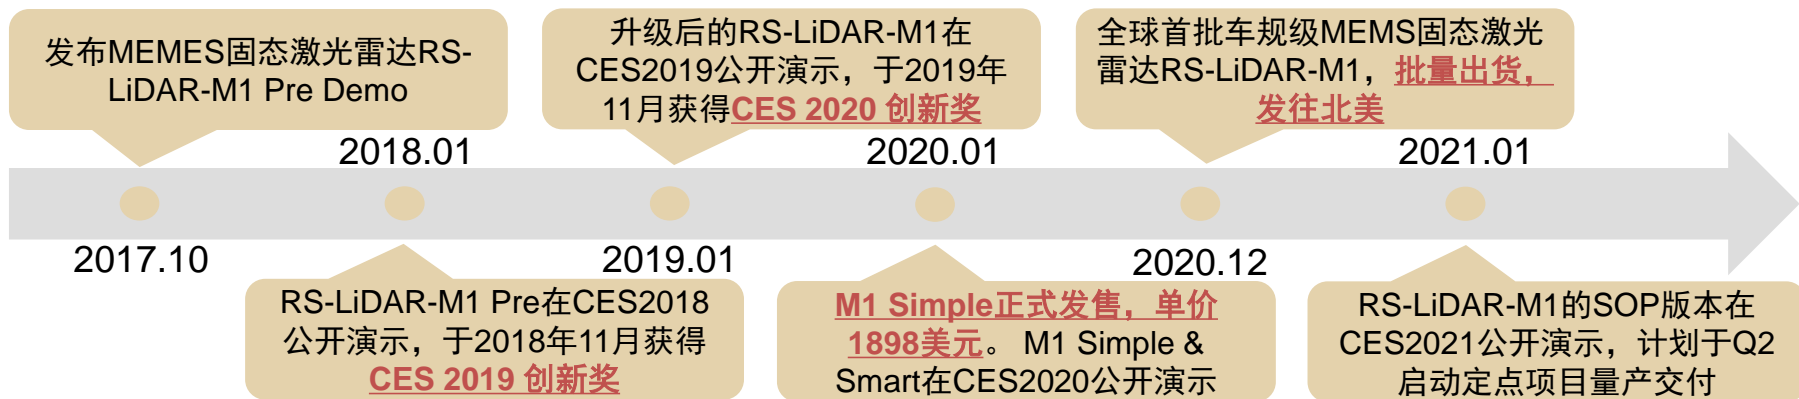 发布MEMES固态激光雷达RS-
LiDAR-M1 Pre Demo
升级后的RS-LiDAR-M1在
CES2019公开演示，于2019年
11月获得CES 2020 创新奖
全球首批车规级MEMS固态激光
雷达RS-LiDAR-M1，批量出货，
发往北美
2018.01
2020.01
2021.01
2017.10
2019.01
2020.12
RS-LiDAR-M1 Pre在CES2018
公开演示，于2018年11月获得
CES 2019 创新奖
M1 Simple正式发售，单价
1898美元。 M1 Simple &
Smart在CES2020公开演示
RS-LiDAR-M1的SOP版本在
CES2021公开演示，计划于Q2
启动定点项目量产交付